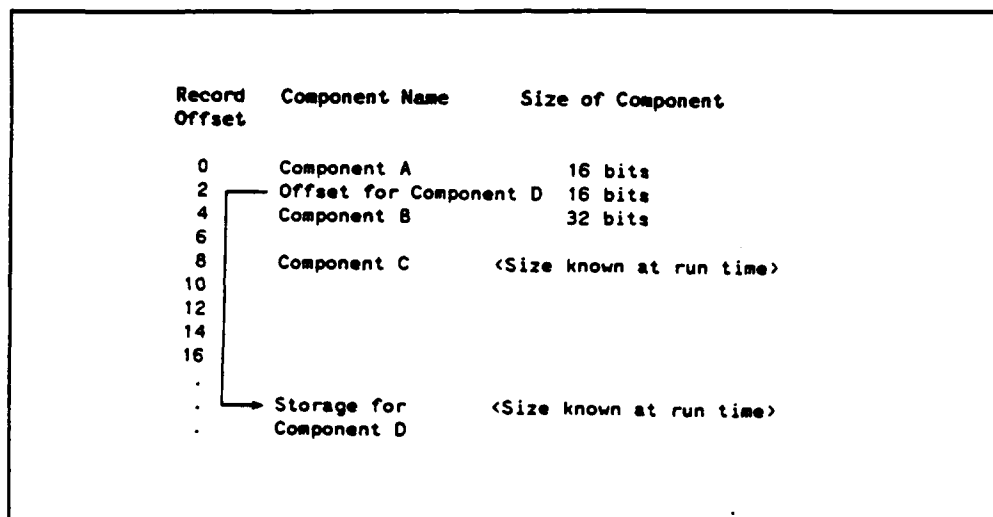 Record Component Name Size of Component
Offset
0 Component A 16 bits
2 Offset for Component D 16 bits
4 Component B 32 bits
6
8 Component C <Size known at run time>
10
12
14
16
.
. Storage for <Size known at run time>
. Component D